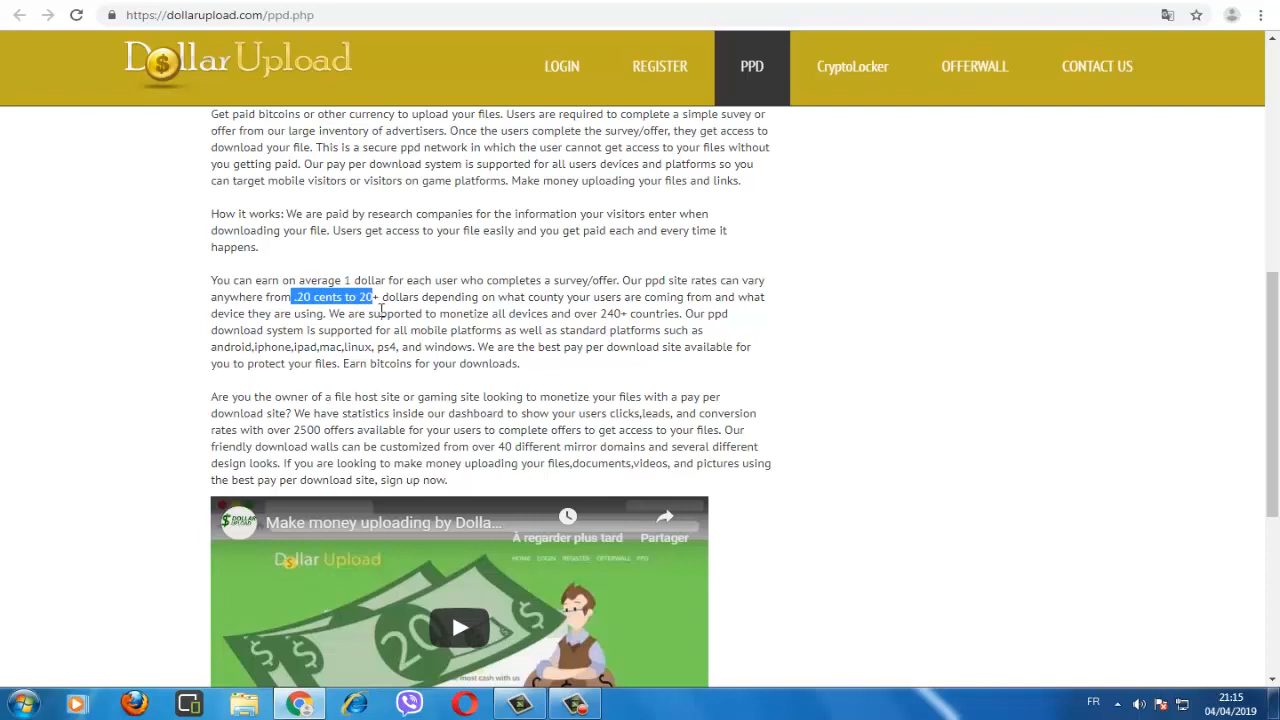 https://dollarupload.com/ppd.php
Dollar Upload
LOGIN
REGISTER
PPD
CryptoLocker
OFFERWALL
CONTACT US
Get paid bitcoins or other currency to upload your files. Users are required to complete a simple suvey or
offer from our large inventory of advertisers. Once the users complete the survey/offer, they get access to
download your file. This is a secure ppd network in which the user cannot get access to your files without
you getting paid. Our pay per download system is supported for all users devices and platforms so you
can target mobile visitors or visitors on game platforms. Make money uploading your files and links.
How it works: We are paid by research companies for the information your visitors enter when
downloading your file. Users get access to your file easily and you get paid each and every time it
happens.
You can earn on average 1 dollar for each user who completes a survey/offer. Our ppd site rates can vary
anywhere from .20 cents to 20+ dollars depending on what county your users are coming from and what
device they are using. We are supported to monetize all devices and over 240+ countries. Our ppd
download system is supported for all mobile platforms as well as standard platforms such as
android,iphone,ipad,mac,linux, ps4, and windows. We are the best pay per download site available for
you to protect your files. Earn bitcoins for your downloads.
Are you the owner of a file host site or gaming site looking to monetize your files with a pay per
download site? We have statistics inside our dashboard to show your users clicks,leads, and conversion
rates with over 2500 offers available for your users to complete offers to get access to your files. Our
friendly download walls can be customized from over 40 different mirror domains and several different
design looks. If you are looking to make money uploading your files,documents,videos, and pictures using
the best pay per download site, sign up now.
$ DOLLAR
UPLOAD
Make money uploading by Dolla...
À regarder plus tard
Partager
Dollar Upload
HOME LOGIN REGISTER OFFERWALL PPD
20
most cash with us
FR
21:15
04/04/2019